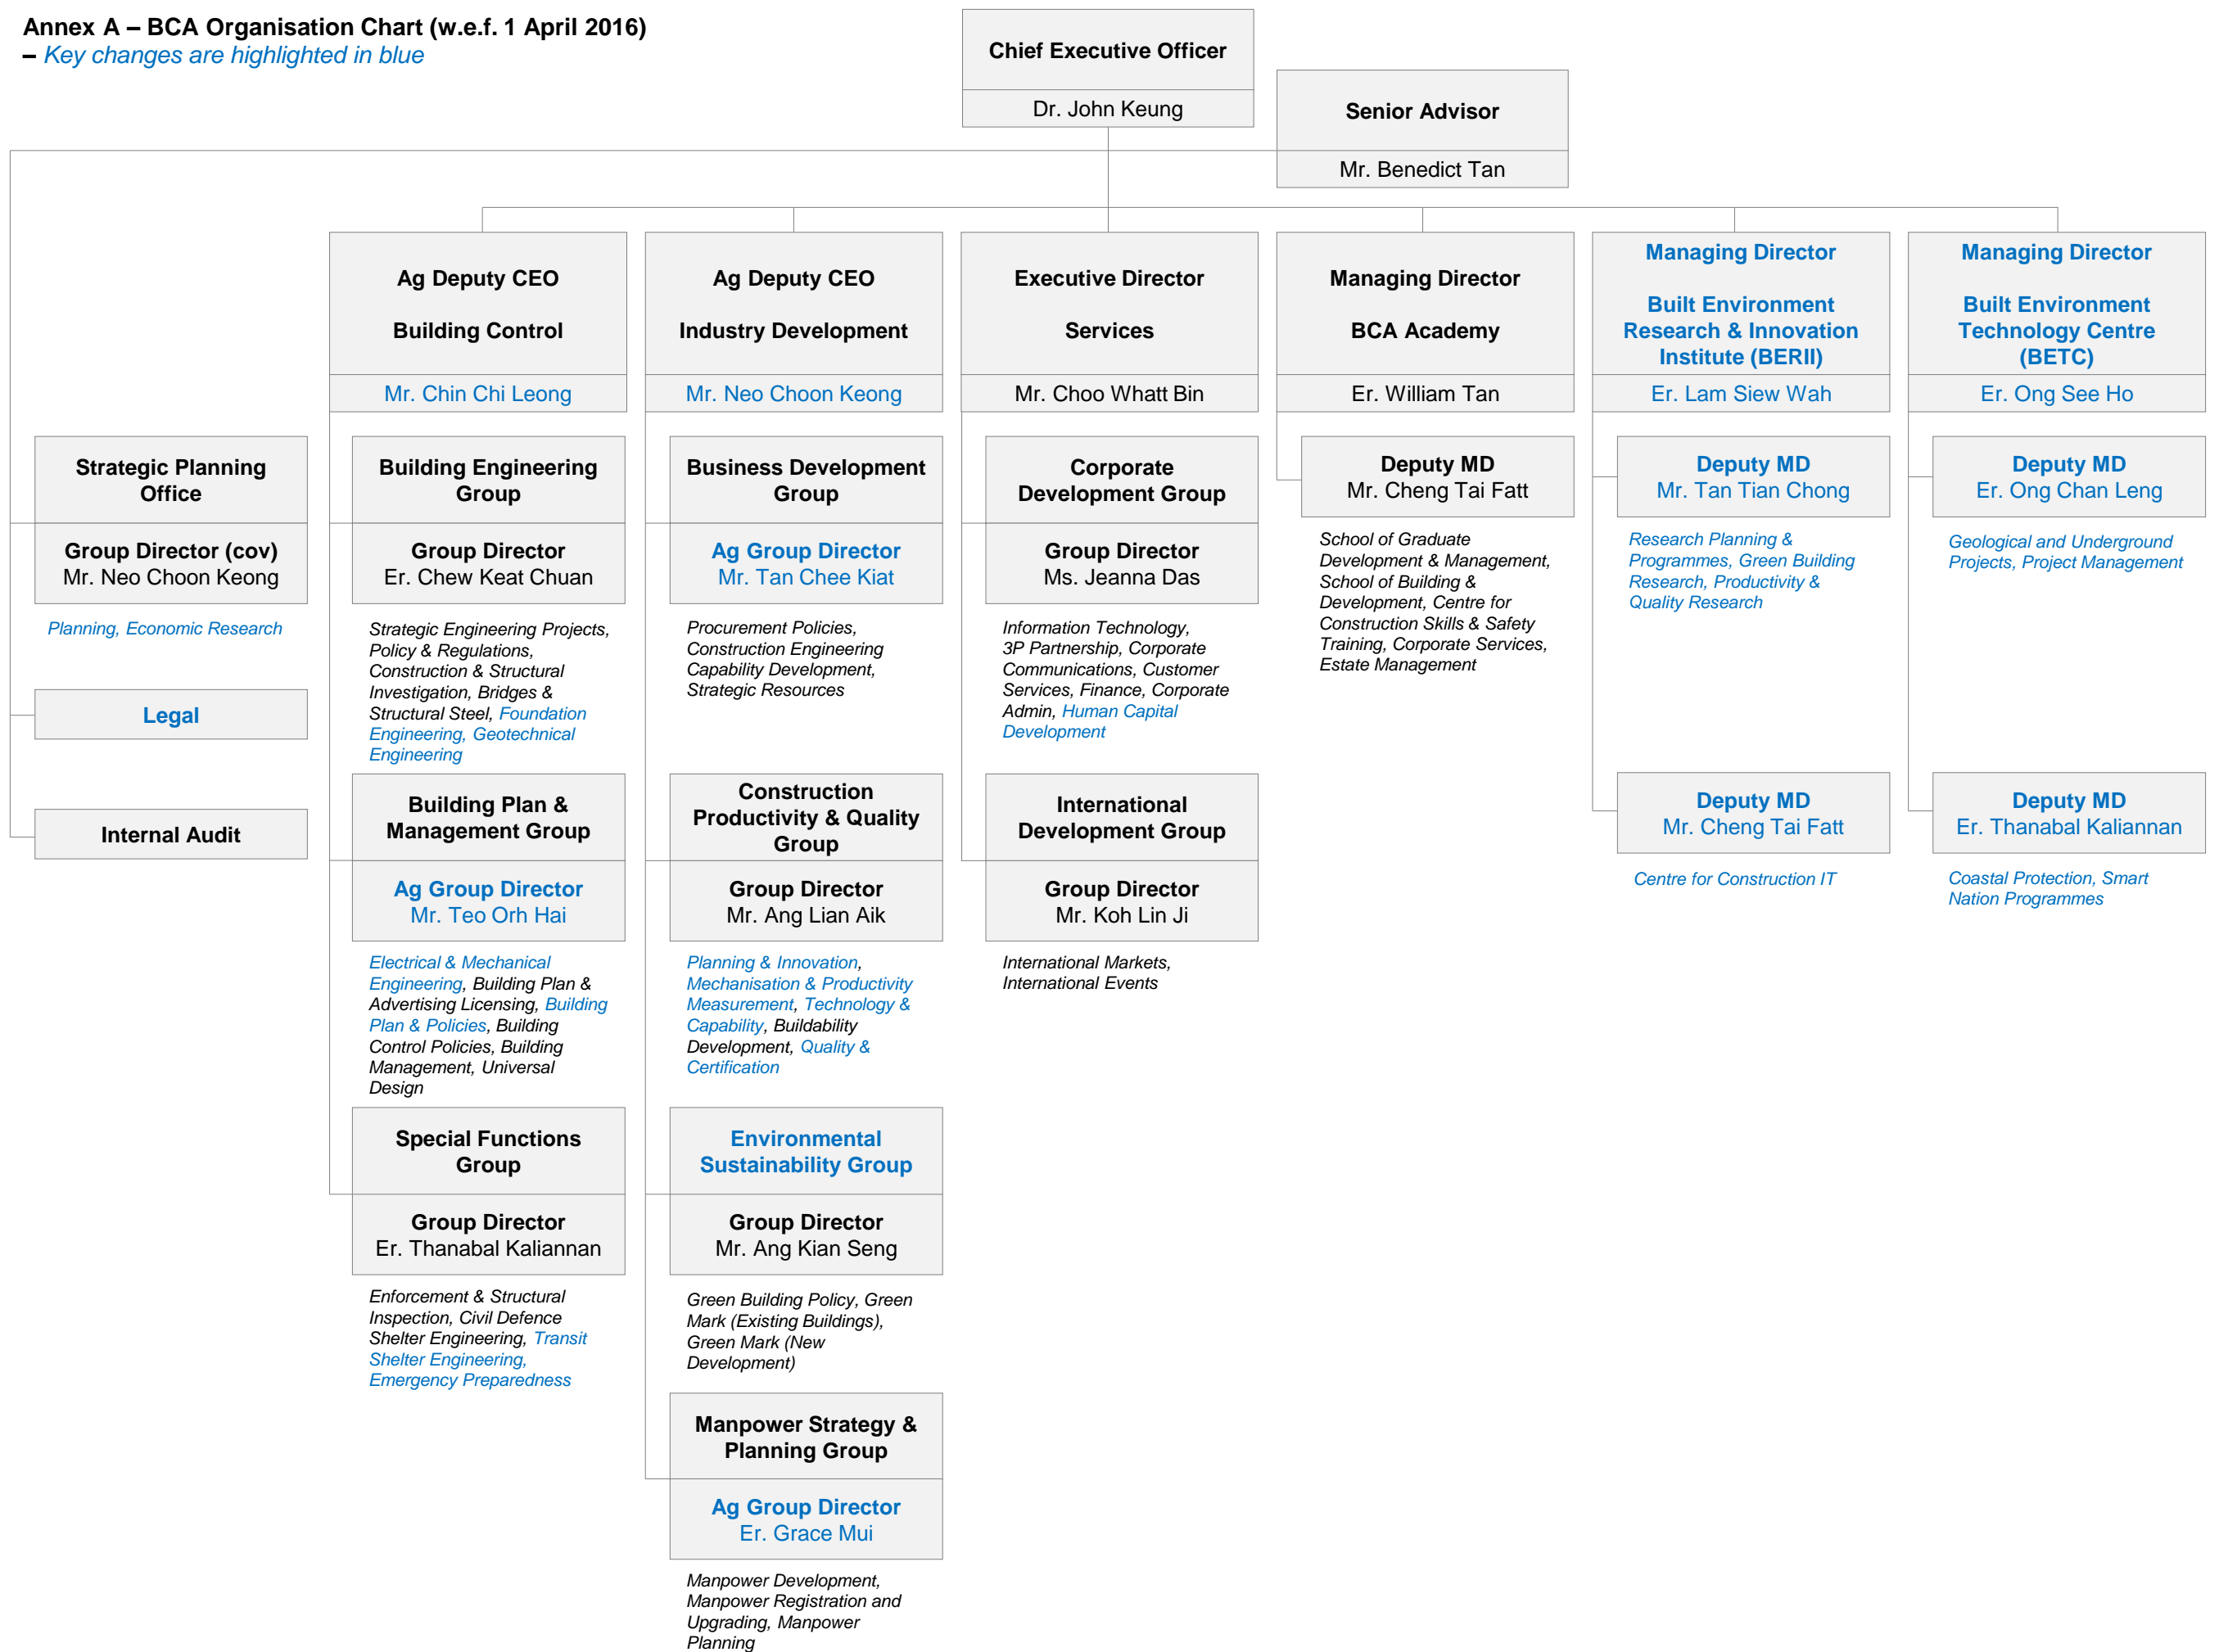 Annex A – BCA Organisation Chart (w.e.f. 1 April 2016)
– Key changes are highlighted in blue
Chief Executive Officer
Dr. John Keung
Senior Advisor
Mr. Benedict Tan
Strategic Planning
Office
Group Director (cov)
Mr. Neo Choon Keong
Planning, Economic Research
Legal
Internal Audit
Ag Deputy CEO
Building Control
Mr. Chin Chi Leong
Building Engineering
Group
Group Director
Er. Chew Keat Chuan
Strategic Engineering Projects,
Policy & Regulations,
Construction & Structural
Investigation, Bridges &
Structural Steel, Foundation
Engineering, Geotechnical
Engineering
Building Plan &
Management Group
Ag Group Director
Mr. Teo Orh Hai
Electrical & Mechanical
Engineering, Building Plan &
Advertising Licensing, Building
Plan & Policies, Building
Control Policies, Building
Management, Universal
Design
Special Functions
Group
Group Director
Er. Thanabal Kaliannan
Enforcement & Structural
Inspection, Civil Defence
Shelter Engineering, Transit
Shelter Engineering,
Emergency Preparedness
Ag Deputy CEO
Industry Development
Mr. Neo Choon Keong
Business Development
Group
Ag Group Director
Mr. Tan Chee Kiat
Procurement Policies,
Construction Engineering
Capability Development,
Strategic Resources
Construction
Productivity & Quality
Group
Group Director
Mr. Ang Lian Aik
Planning & Innovation,
Mechanisation & Productivity
Measurement, Technology &
Capability, Buildability
Development, Quality &
Certification
Environmental
Sustainability Group
Group Director
Mr. Ang Kian Seng
Green Building Policy, Green
Mark (Existing Buildings),
Green Mark (New
Development)
Manpower Strategy &
Planning Group
Ag Group Director
Er. Grace Mui
Manpower Development,
Manpower Registration and
Upgrading, Manpower
Planning
Executive Director
Services
Mr. Choo Whatt Bin
Corporate
Development Group
Group Director
Ms. Jeanna Das
Information Technology,
3P Partnership, Corporate
Communications, Customer
Services, Finance, Corporate
Admin, Human Capital
Development
International
Development Group
Group Director
Mr. Koh Lin Ji
International Markets,
International Events
Managing Director
BCA Academy
Er. William Tan
Deputy MD
Mr. Cheng Tai Fatt
School of Graduate
Development & Management,
School of Building &
Development, Centre for
Construction Skills & Safety
Training, Corporate Services,
Estate Management
Managing Director
Built Environment
Research & Innovation
Institute (BERII)
Er. Lam Siew Wah
Deputy MD
Mr. Tan Tian Chong
Research Planning &
Programmes, Green Building
Research, Productivity &
Quality Research
Deputy MD
Mr. Cheng Tai Fatt
Centre for Construction IT
Managing Director
Built Environment
Technology Centre
(BETC)
Er. Ong See Ho
Deputy MD
Er. Ong Chan Leng
Geological and Underground
Projects, Project Management
Deputy MD
Er. Thanabal Kaliannan
Coastal Protection, Smart
Nation Programmes